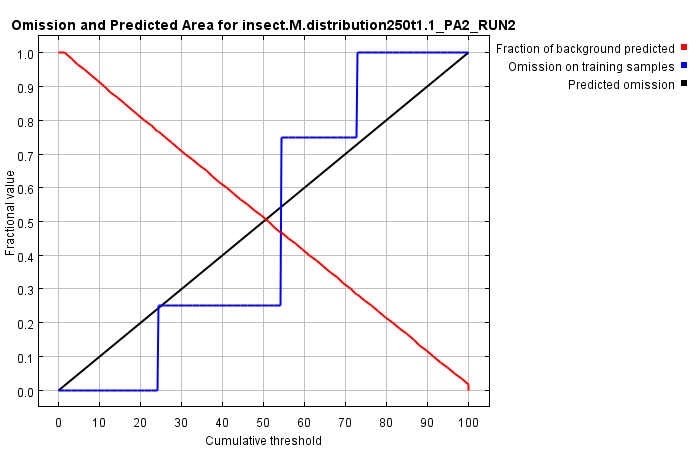 Omission and Predicted Area for insect.M.distribution250t1.1_PA2_RUN2
Fraction of background predicted
Omission on training samples
Predicted omission
Fractional value
1.0
0.9
0.8
0.7
0.6
0.5
0.4
0.3
0.2
0.1
0.0
0 10 20 30 40 50 60 70 80 90 100
Cumulative threshold